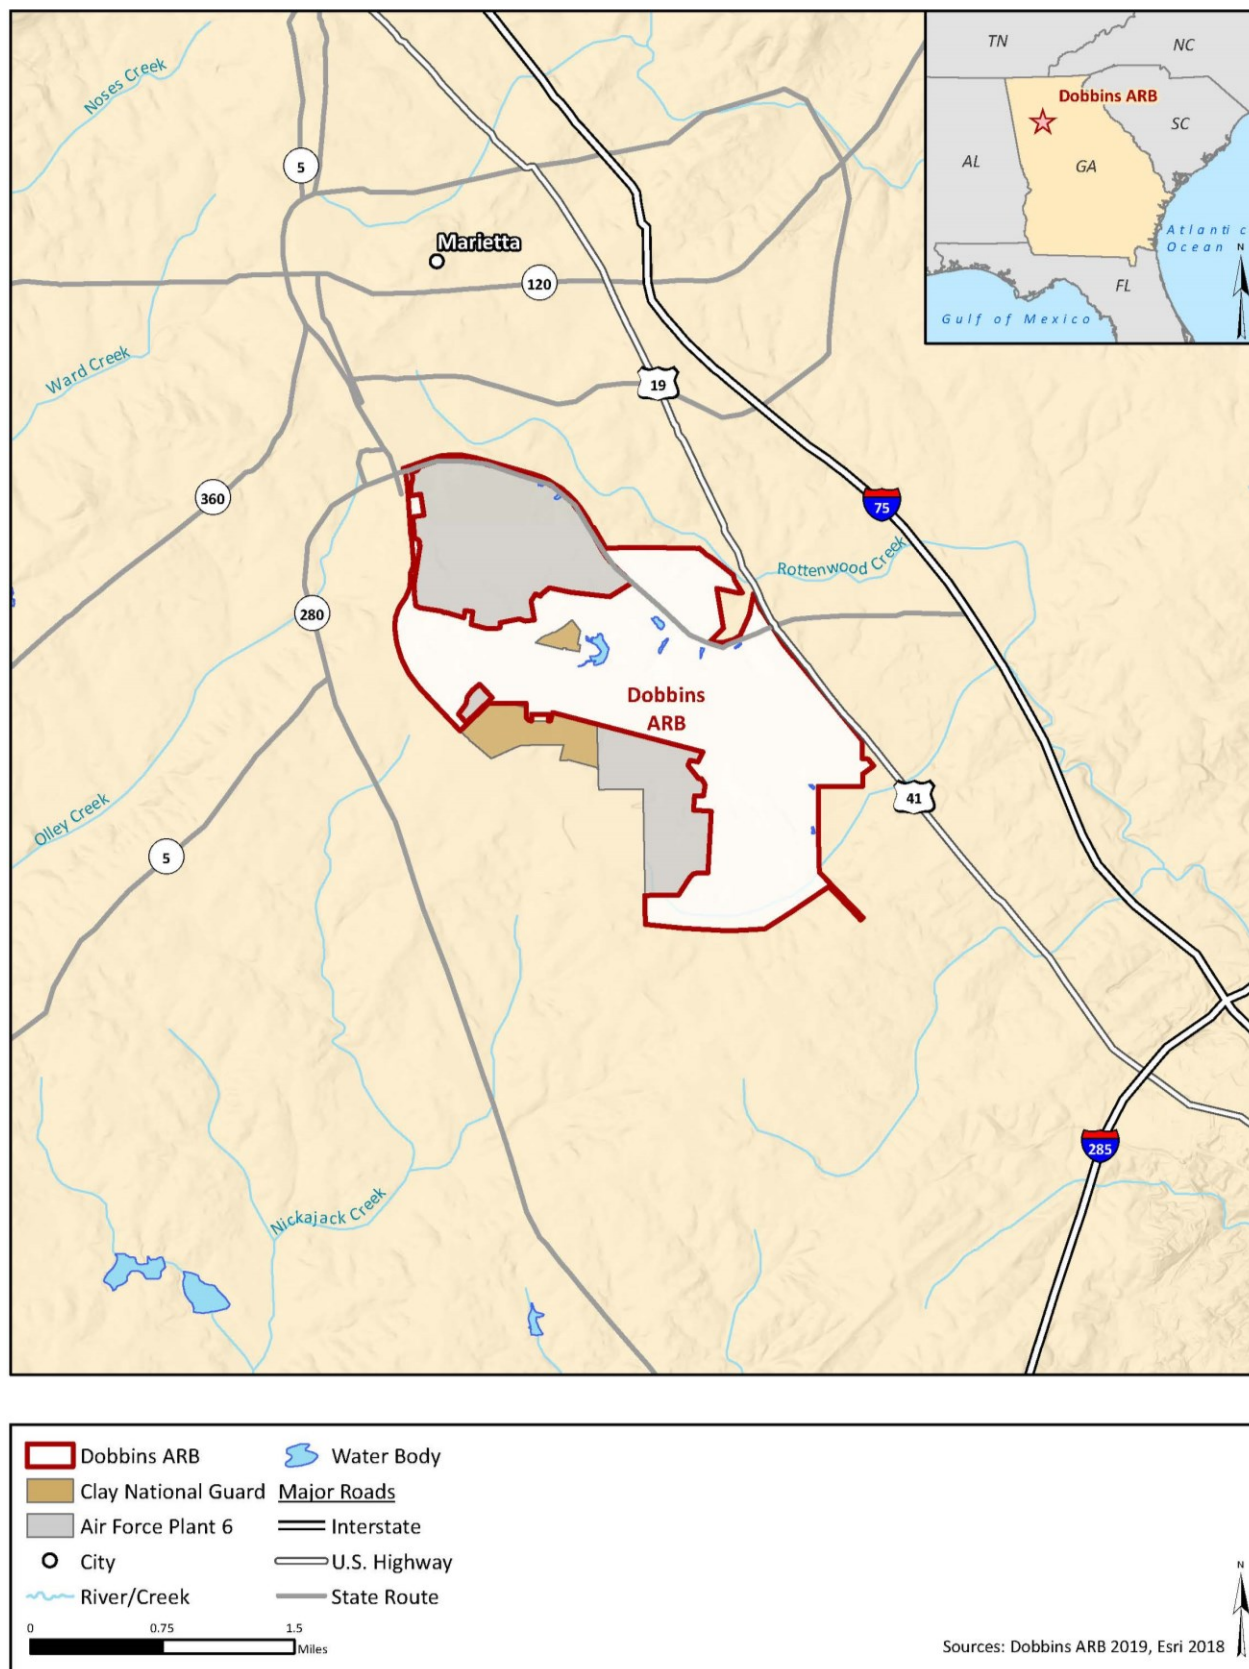 Noses Creek
5
Marietta
120
Ward Creek
19
360
75
Rottenwood Creek
280
Dobbins
ARB
41
Olley Creek
5
285
Nickajack Creek
TN
NC
Dobbins ARB
SC
AL
GA
Atlantic
Ocean
N
FL
Gulf of Mexico
Dobbins ARB
Water Body
Clay National Guard
Major Roads
Air Force Plant 6
Interstate
City
U.S. Highway
River/Creek
State Route
0 0.75 1.5
Miles
N
Sources: Dobbins ARB 2019, Esri 2018